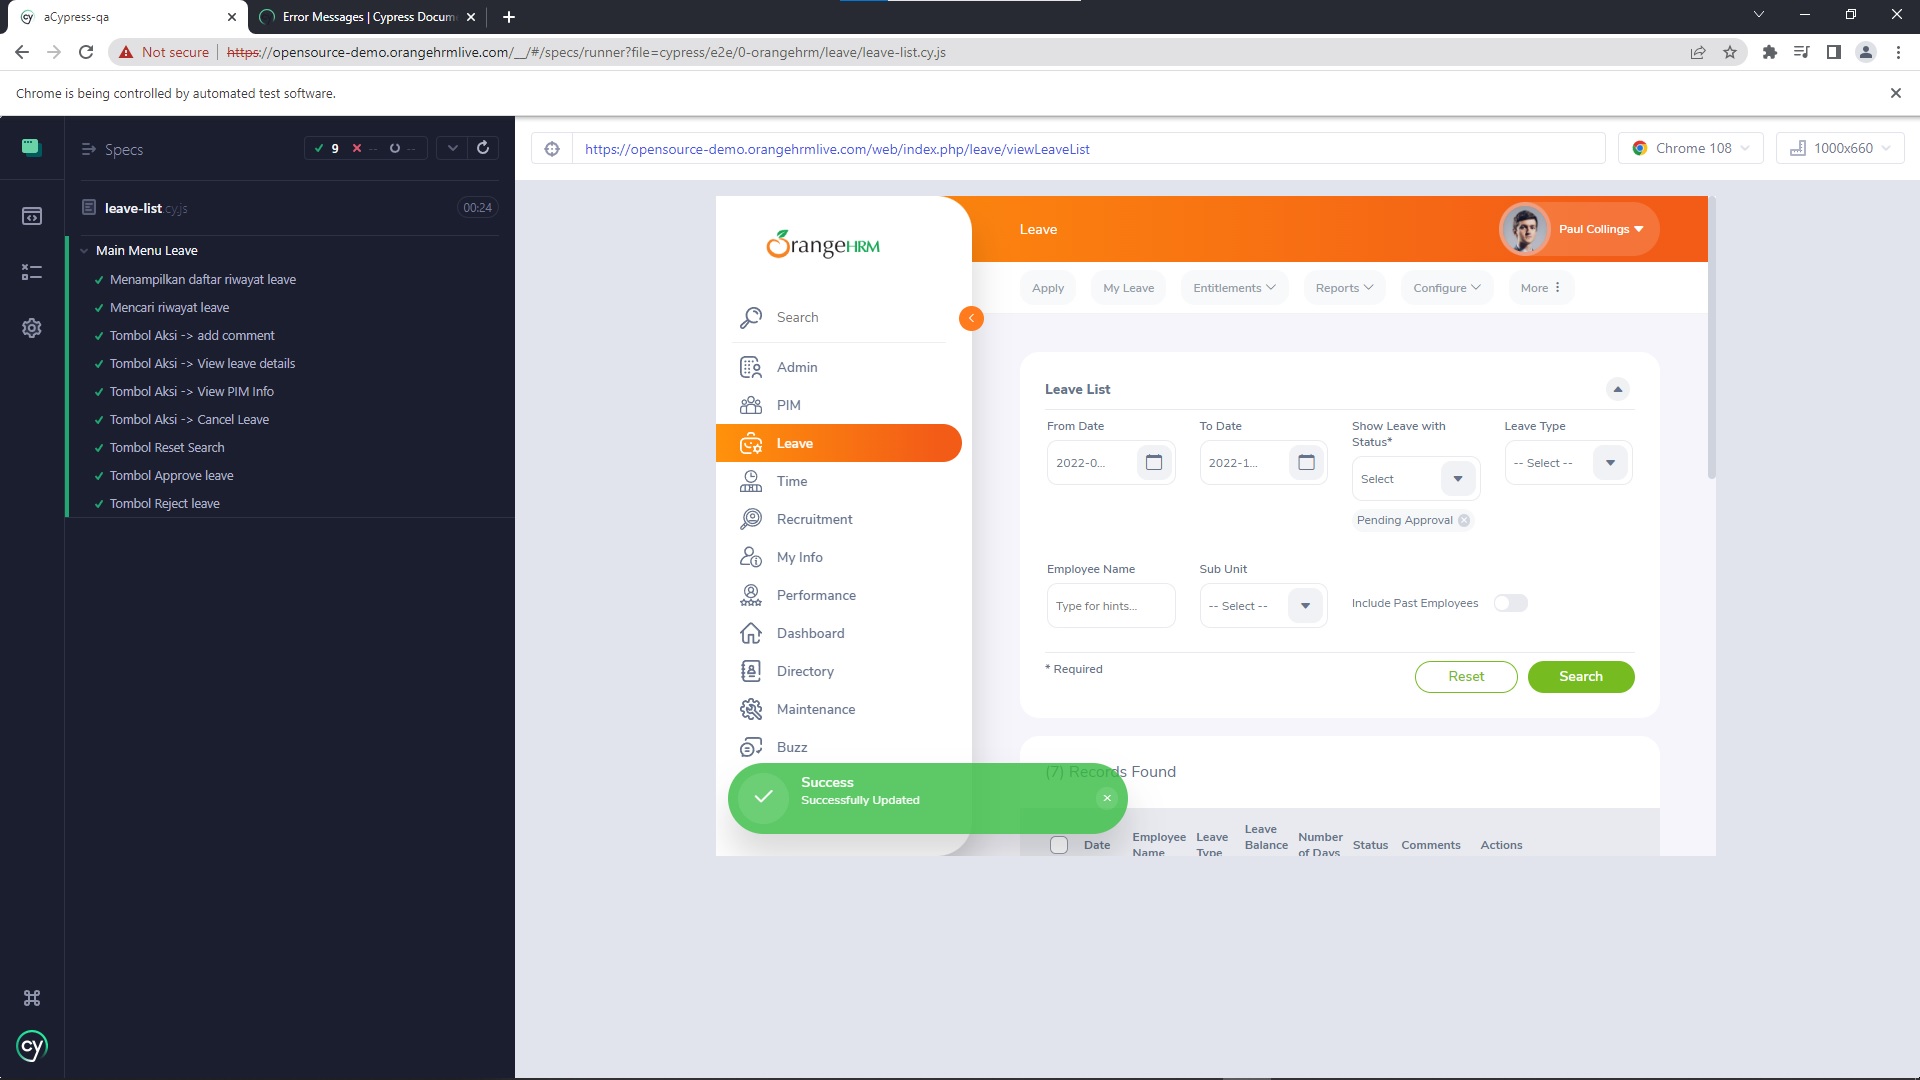 aCypress-qa
Error Messages | Cypress Docum
Not secure
https://opensource-demo.orangehrmlive.com/__/#/specs/runner?file=cypress/e2e/0-orangehrm/leave/leave-list.cy.js
Chrome is being controlled by automated test software.
Specs
9 -- --
leave-list.cy.js
00:24
Main Menu Leave
Menampilkan daftar riwayat leave
Mencari riwayat leave
Tombol Aksi -> add comment
Tombol Aksi -> View leave details
Tombol Aksi -> View PIM Info
Tombol Aksi -> Cancel Leave
Tombol Reset Search
Tombol Approve leave
Tombol Reject leave
cy
https://opensource-demo.orangehrmlive.com/web/index.php/leave/viewLeaveList
Chrome 108
1000x660
OrangeHRM
Search
Admin
PIM
Leave
Time
Recruitment
My Info
Performance
Dashboard
Directory
Maintenance
Buzz
Leave
Paul Collings
Apply
My Leave
Entitlements
Reports
Configure
More
Leave List
From Date
To Date
Show Leave with
Status*
Leave Type
2022-0...
2022-1...
Select
-- Select --
Pending Approval
Employee Name
Sub Unit
Type for hints...
-- Select --
Include Past Employees
* Required
Reset
Search
(7) Records Found
Success
Successfully Updated
Date
Employee
Name
Leave
Type
Leave
Balance
Number
of Days
Status
Comments
Actions